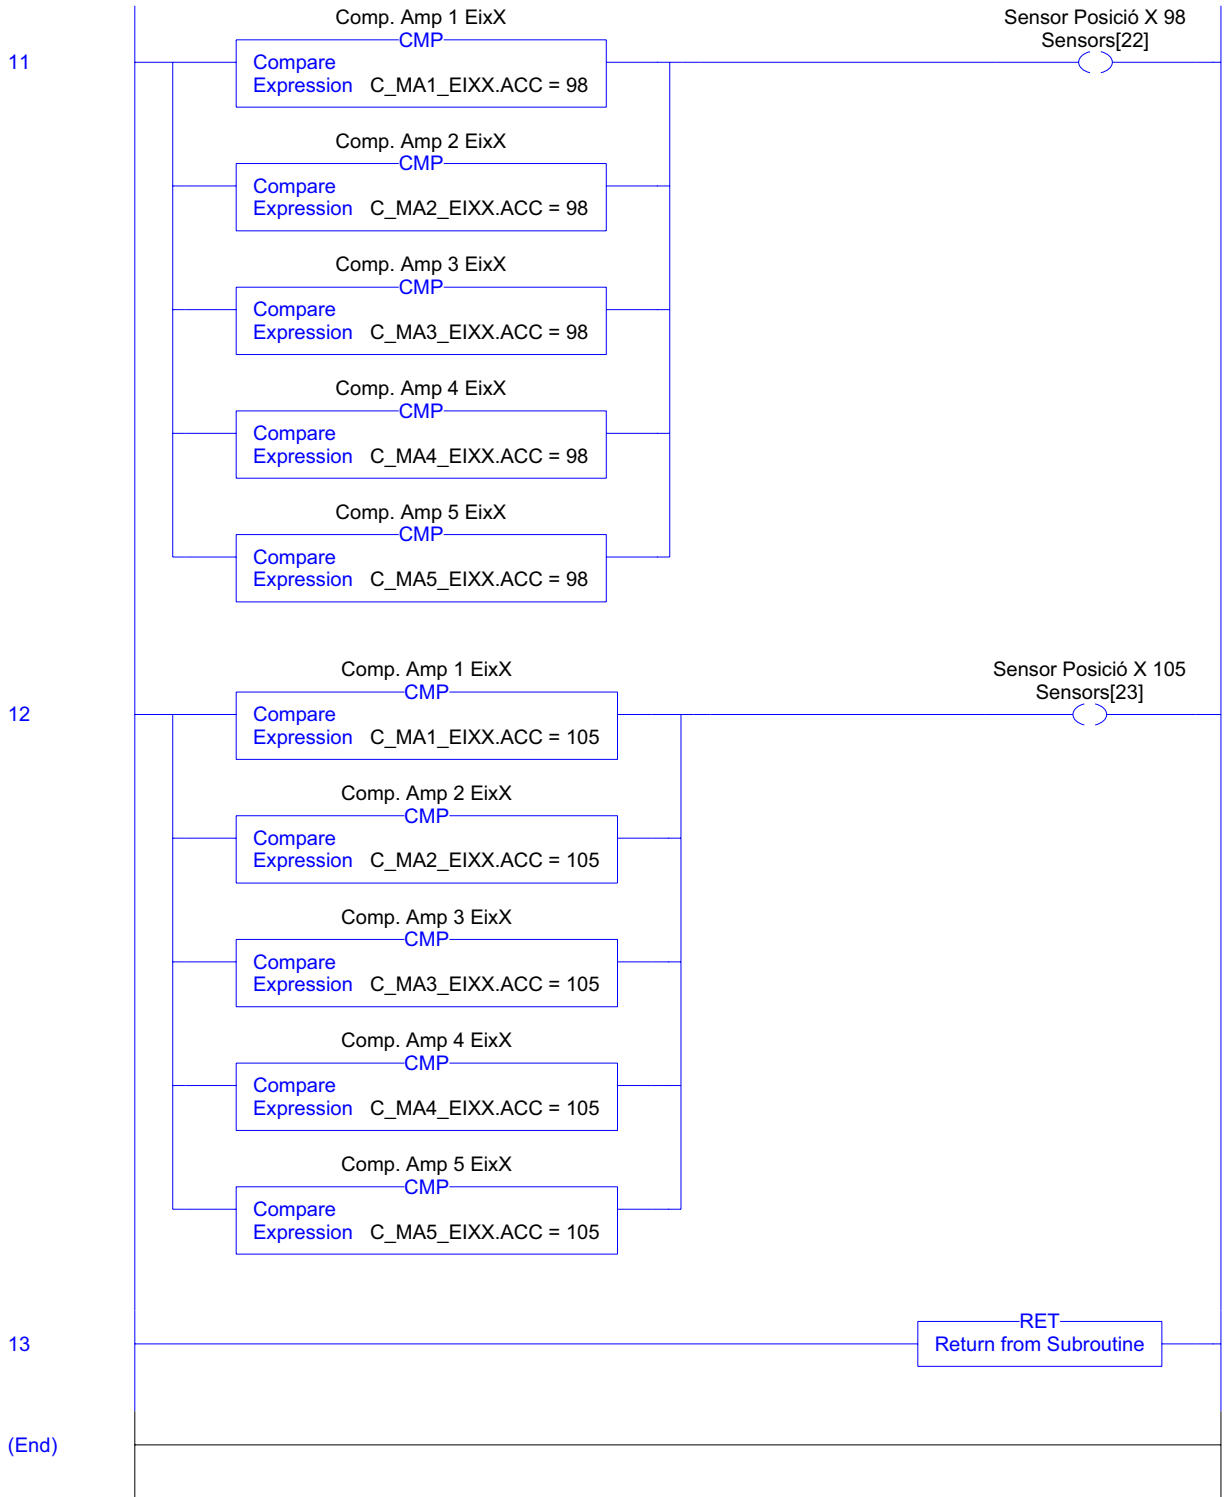 Comp. Amp 1 EixX
Sensor Posició X 98
CMP
Sensors[22]
11
Compare
Expression C_MA1_EIXX.ACC = 98
Comp. Amp 2 EixX
CMP
Compare
Expression C_MA2_EIXX.ACC = 98
Comp. Amp 3 EixX
CMP
Compare
Expression C_MA3_EIXX.ACC = 98
Comp. Amp 4 EixX
CMP
Compare
Expression C_MA4_EIXX.ACC = 98
Comp. Amp 5 EixX
CMP
Compare
Expression C_MA5_EIXX.ACC = 98
Comp. Amp 1 EixX
Sensor Posició X 105
CMP
Sensors[23]
12
Compare
Expression C_MA1_EIXX.ACC = 105
Comp. Amp 2 EixX
CMP
Compare
Expression C_MA2_EIXX.ACC = 105
Comp. Amp 3 EixX
CMP
Compare
Expression C_MA3_EIXX.ACC = 105
Comp. Amp 4 EixX
CMP
Compare
Expression C_MA4_EIXX.ACC = 105
Comp. Amp 5 EixX
CMP
Compare
Expression C_MA5_EIXX.ACC = 105
RET
13
Return from Subroutine
(End)